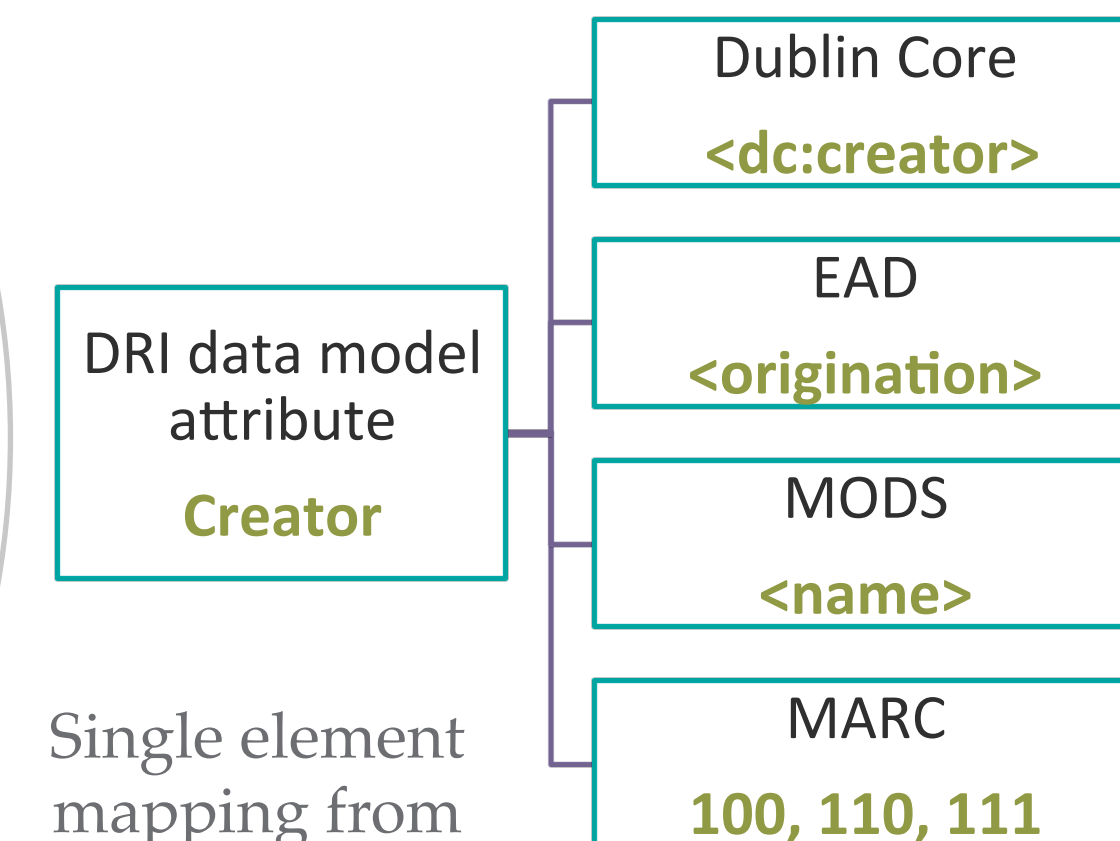 DRI data model
attribute
Creator
Dublin Core
<dc:creator>
EAD
<origination>
MODS
<name>
MARC
100, 110, 111
Single element
mapping from